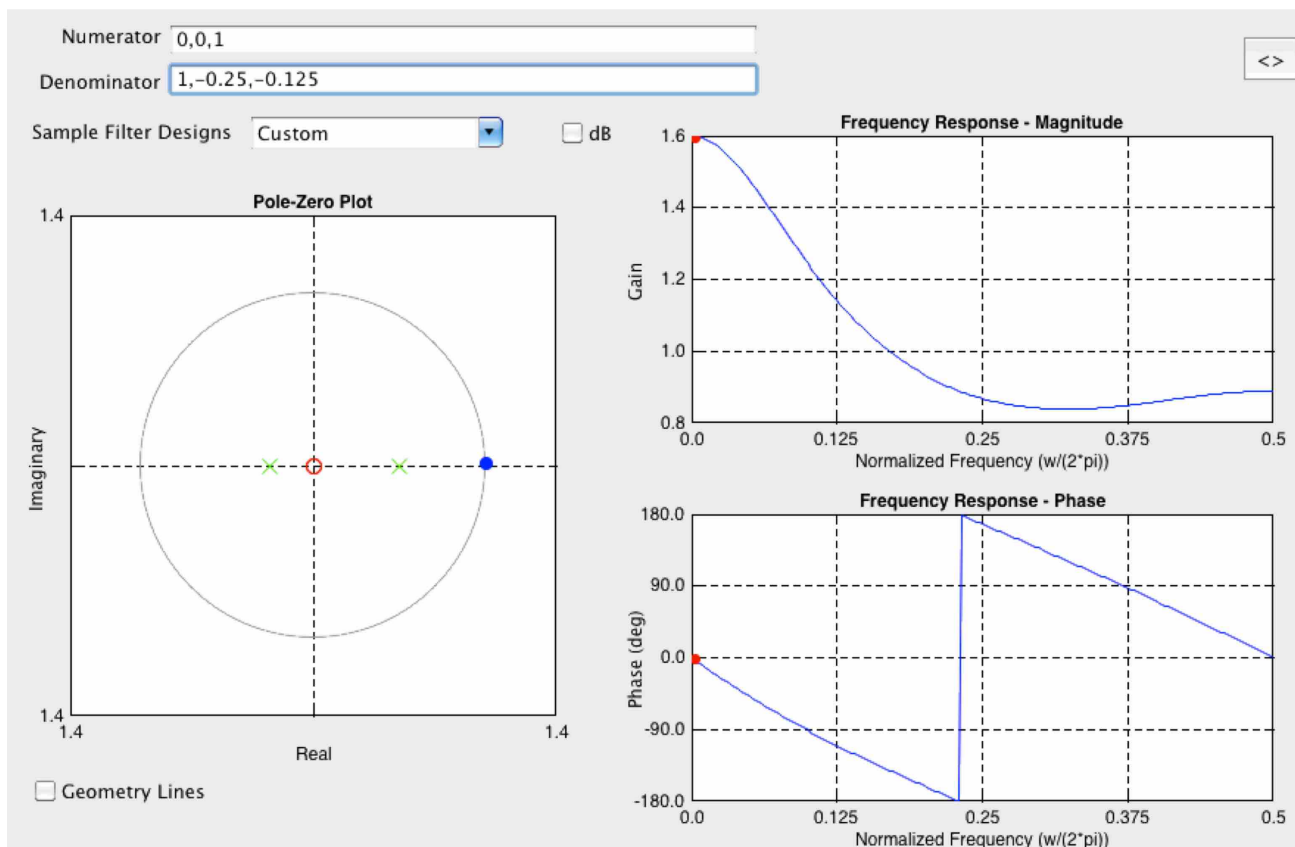 Numerator 0,0,1
Denominator 1,-0.25,-0.125
<>
Sample Filter Designs Custom dB
Pole-Zero Plot
1.4
Imaginary
1.4
1.4 1.4
Real
Geometry Lines
Frequency Response - Magnitude
1.6
1.4
1.2
1.0
0.8
Gain
0.0 0.125 0.25 0.375 0.5
Normalized Frequency (w/(2*pi))
Frequency Response - Phase
180.0
90.0
0.0
-90.0
-180.0
Phase (deg)
0.0 0.125 0.25 0.375 0.5
Normalized Frequency (w/(2*pi))